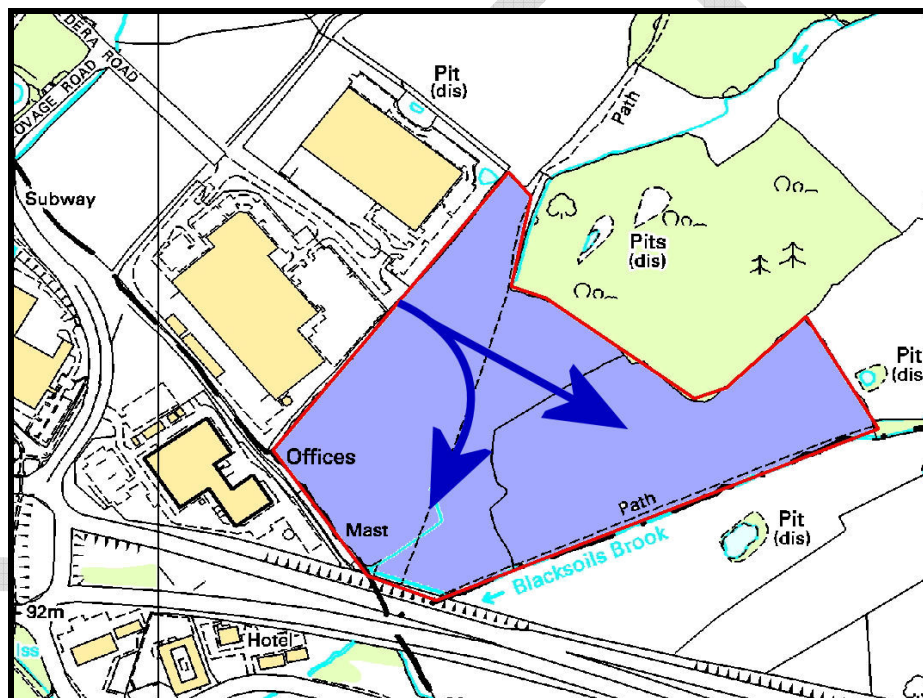 DERA ROAD
OVAGE ROAD
Pit
(dis)
Path
Subway
Pits
(dis)
Pit
(dis
Offices
Path
Mast
Pit
(dis)
Blacksoils Brook
92m
Hotel
Iss